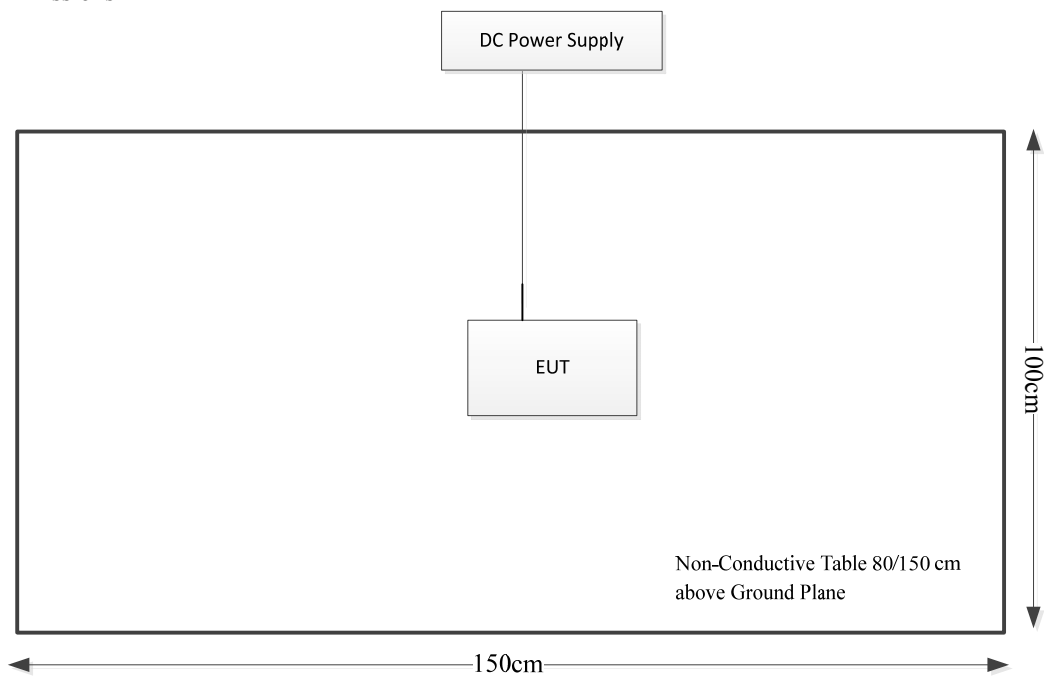 DC Power Supply
EUT
100cm
Non-Conductive Table 80/150 cm
above Ground Plane
150cm